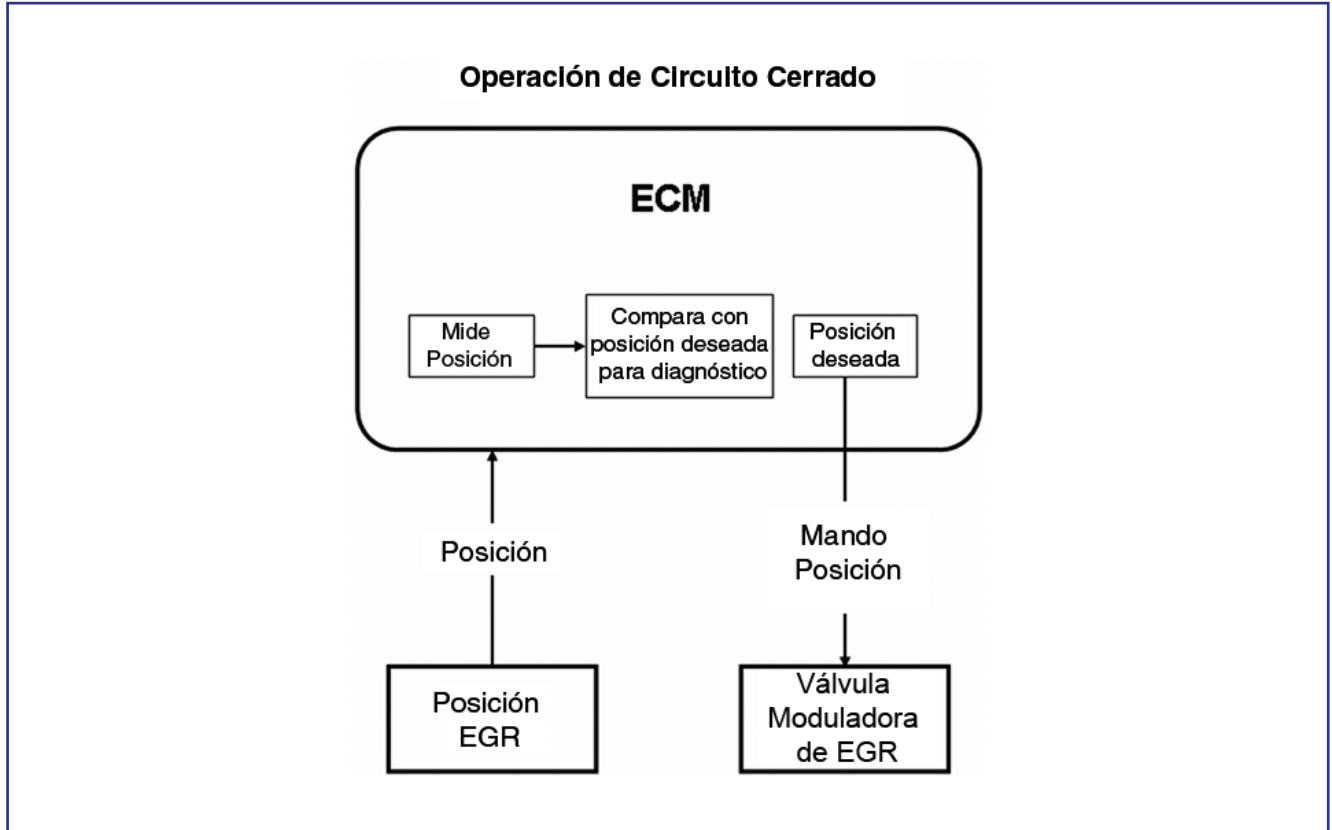 Operación de Circuito Cerrado
ECM
Mide
Posición
Compara con
posición deseada
para diagnóstico
Posición
deseada
Posición
Mando
Posición
Posición
EGR
Válvula
Moduladora
de EGR